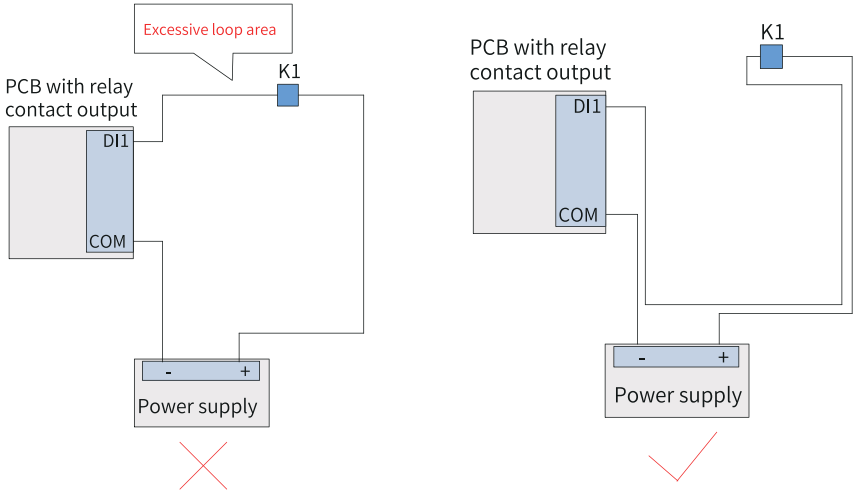 Excessive loop area
K1
PCB with relay
contact output
DI1
COM
-
+
Power supply
K1
PCB with relay
contact output
DI1
COM
-
+
Power supply